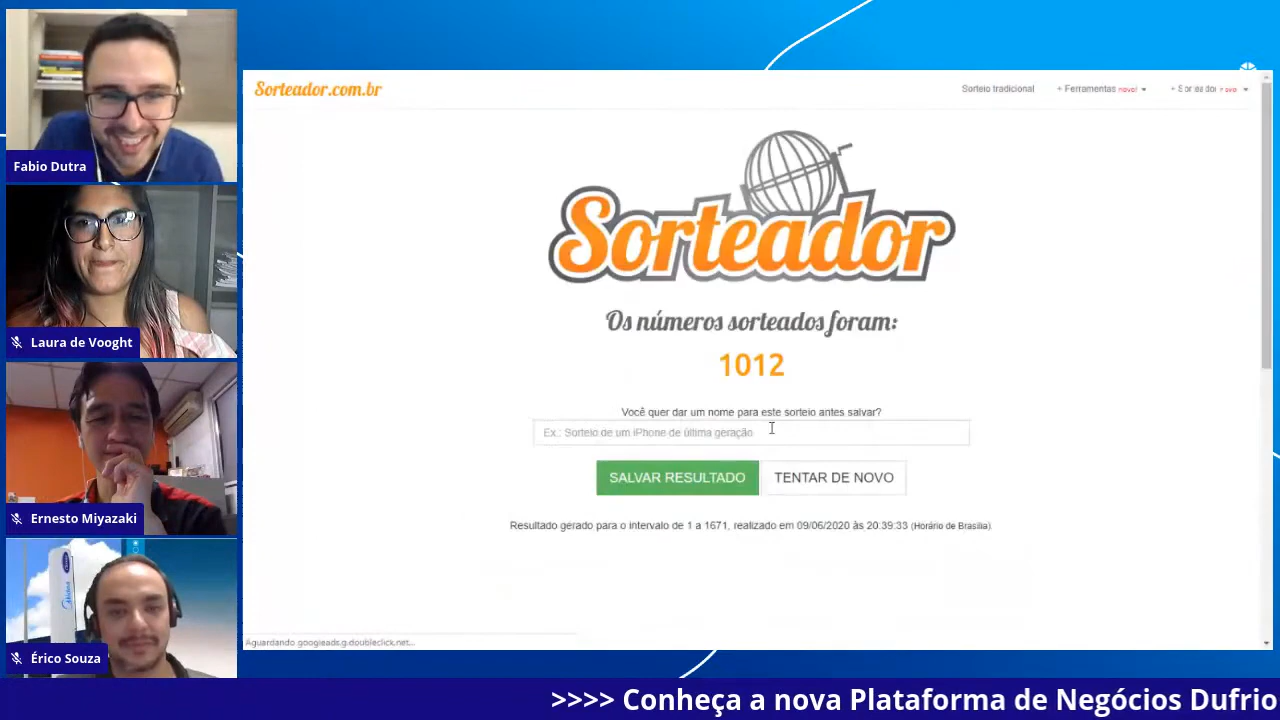 Fabio Dutra
Laura de Vooght
Ernesto Miyazaki
Érico Souza
Sorteador.com.br
Sorteio tradicional
+ Ferramentas novo!
Sorteador
Os números sorteados foram:
1012
Você quer dar um nome para este sorteio antes salvar?
Ex.: Sorteio de um iPhone de última geração
SALVAR RESULTADO
TENTAR DE NOVO
Resultado gerado para o intervalo de 1 a 1671, realizado em 09/06/2020 às 20:39:33 (Horário de Brasília)
Aguardando googleads.g.doubleclick.net...
>>>> Conheça a nova Plataforma de Negócios Dufrio